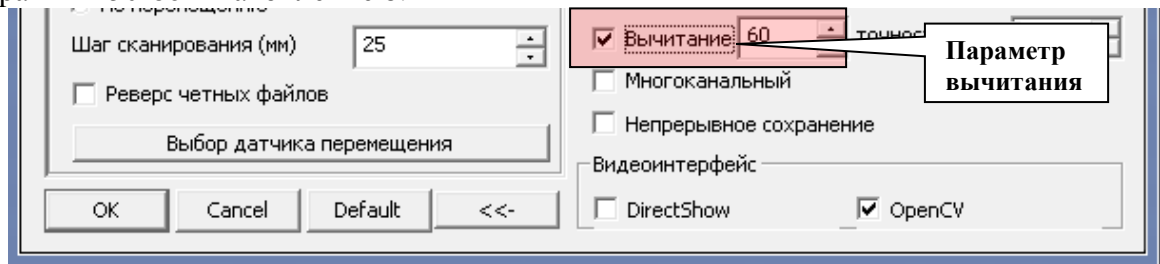 Шаг сканирования (мм) 25
Реверс четных файлов
Выбор датчика перемещения
OK Cancel Default <<-
Вычитание 60
Параметр
вычитания
Многоканальный
Непрерывное сохранение
Видеоинтерфейс
DirectShow OpenCV